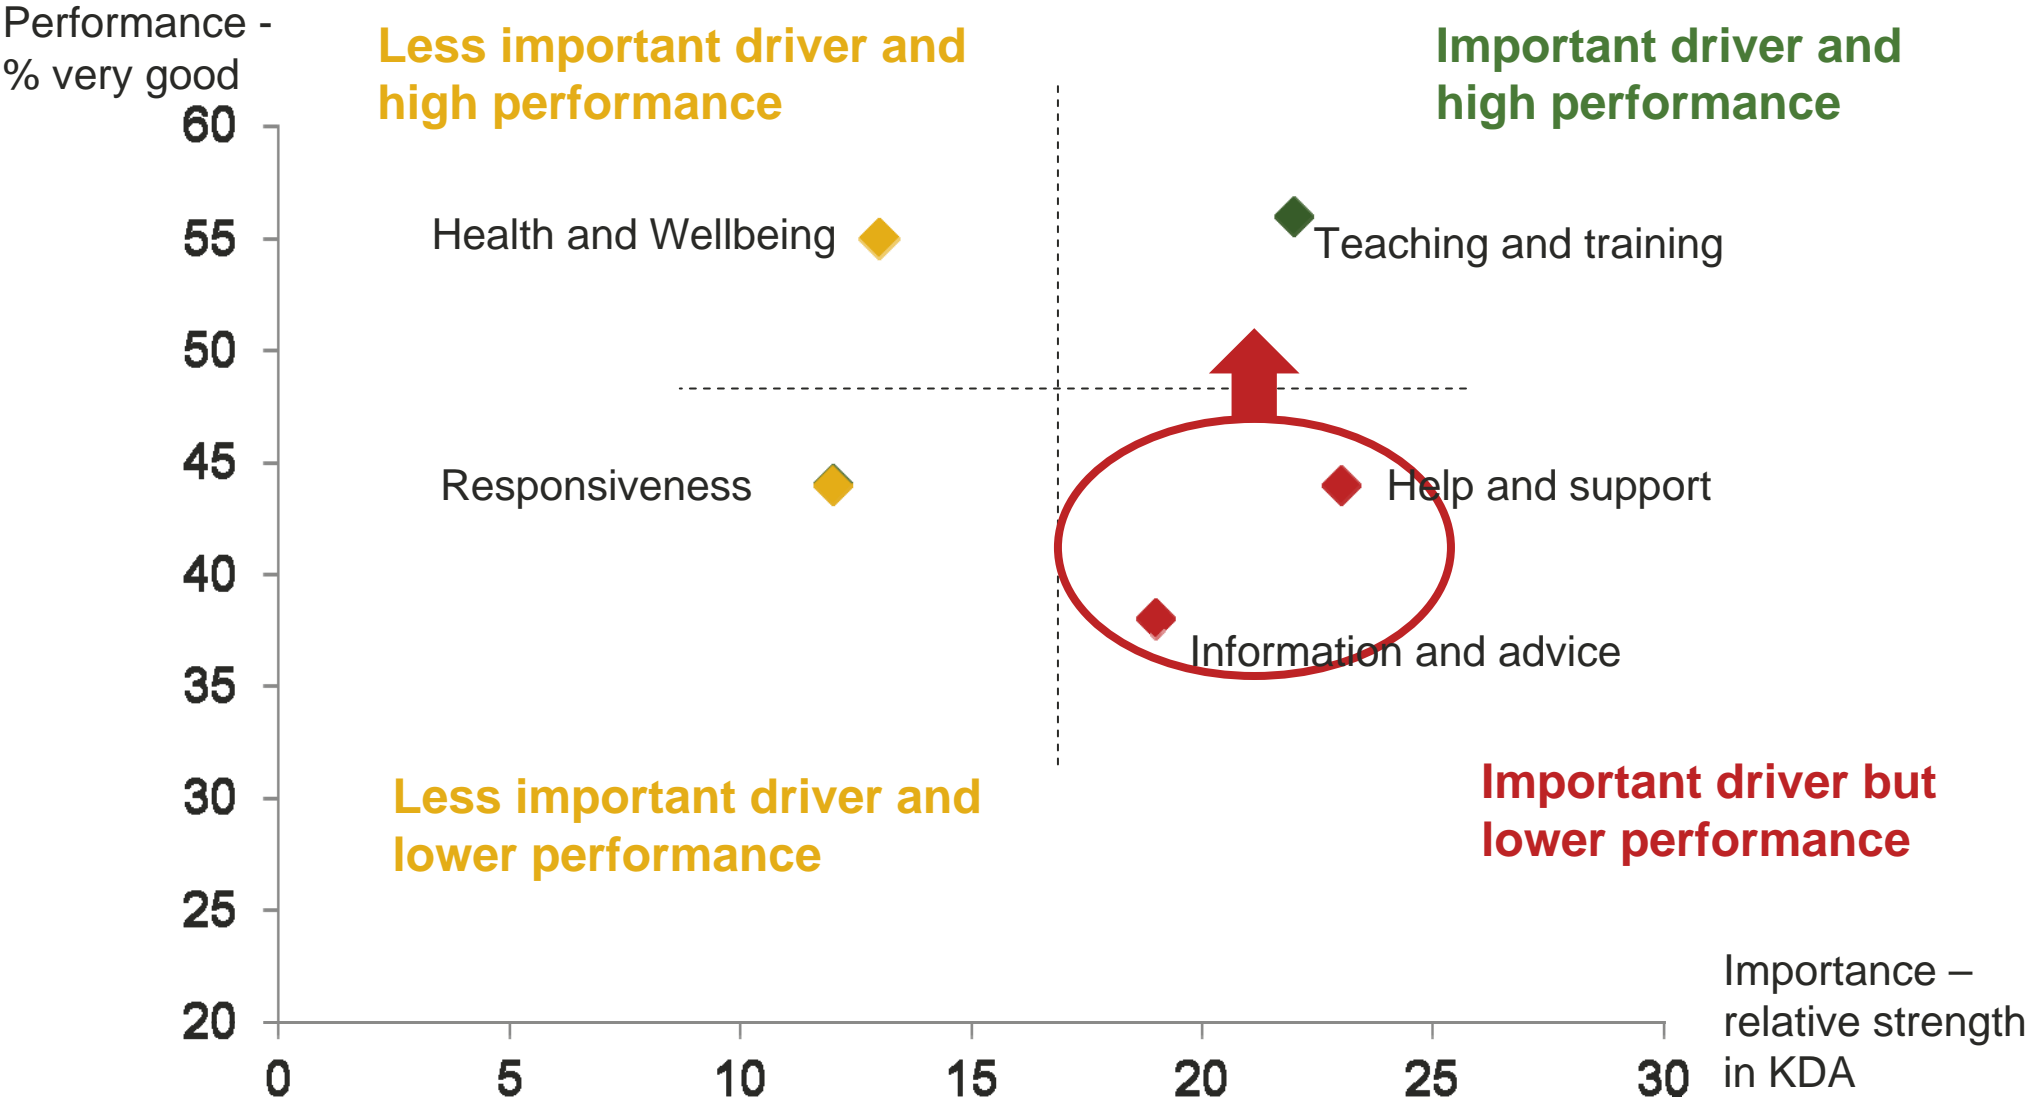 Performance -
% very good
Less important driver and
high performance
Important driver and
high performance
60
55
50
45
40
35
30
25
20
Health and Wellbeing
Teaching and training
Responsiveness
Help and support
Information and advice
Less important driver and
lower performance
Important driver but
lower performance
0 5 10 15 20 25 30
Importance –
relative strength
in KDA